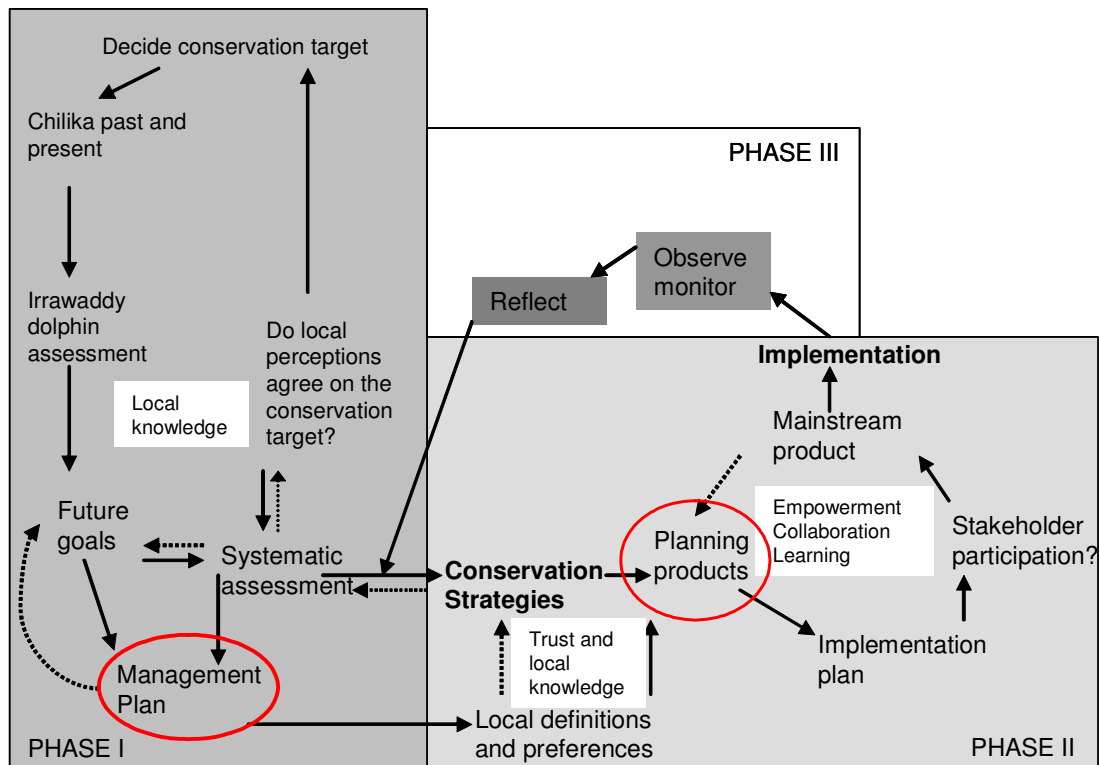 Decide conservation target
Chilika past and
present
Irrawaddy
dolphin
assessment
Do local
perceptions
agree on the
conservation
target?
Local
knowledge
Future
goals
Systematic
assessment
Management
Plan
PHASE I
PHASE III
Observe
monitor
Reflect
Implementation
Mainstream
product
Empowerment
Collaboration
Learning
Stakeholder
participation?
Planning
products
Conservation
Strategies
Implementation
plan
Trust and
local
knowledge
Local definitions
and preferences
PHASE II